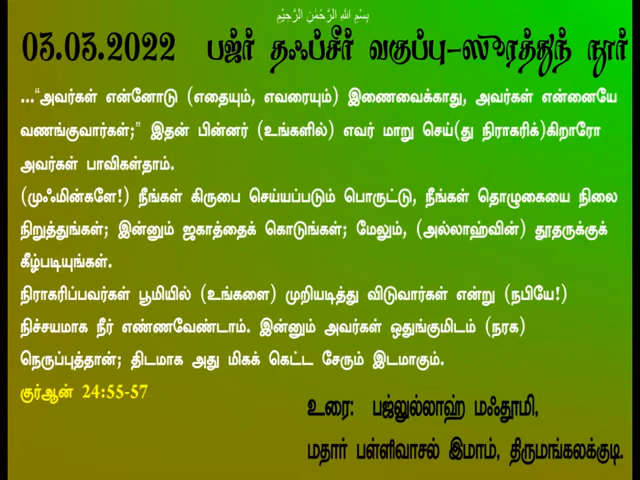 بِسْمِ اللهِ الرَّحْمٰنِ الرَّحِيْمِ
03.03.2022 பஜ்ர் தஃப்சீர் வகுப்பு-ஸூரத்துந் நூர்
..."அவர்கள் என்னோடு (எதையும், எவரையும்) இணைவைக்காது, அவர்கள் என்னையே
வணங்குவார்கள்;" இதன் பின்னர் (உங்களில்) எவர் மாறு செய்(து நிராகரிக்)கிறாரோ
அவர்கள் பாவிகள்தாம்.
(முஃமின்களே!) நீங்கள் கிருபை செய்யப்படும் பொருட்டு, நீங்கள் தொழுகையை நிலை
நிறுத்துங்கள்; இன்னும் ஜகாத்தைக் கொடுங்கள்; மேலும், (அல்லாஹ்வின்) தூதருக்குக்
கீழ்படியுங்கள்.
நிராகரிப்பவர்கள் பூமியில் (உங்களை) முறியடித்து விடுவார்கள் என்று (நபியே!)
நிச்சயமாக நீர் எண்ணவேண்டாம். இன்னும் அவர்கள் ஒதுங்குமிடம் (நரக)
நெருப்புத்தான்; திடமாக அது மிகக் கெட்ட சேரும் இடமாகும்.
குர்ஆன் 24:55-57
உரை: பஜ்லுல்லாஹ் மஃதூமி,
மதார் பள்ளிவாசல் இமாம், திருமங்கலக்குடி.